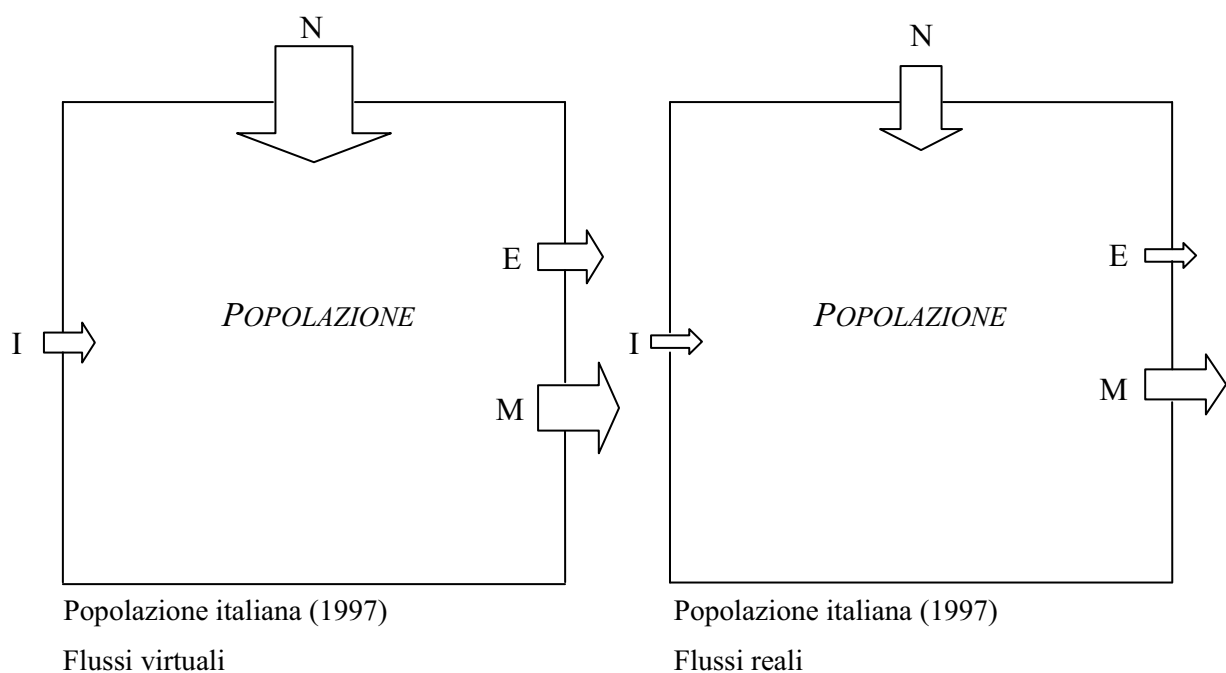 N
E
POPOLAZIONE
I
M
Popolazione italiana (1997)
Flussi virtuali
N
E
POPOLAZIONE
I
M
Popolazione italiana (1997)
Flussi reali